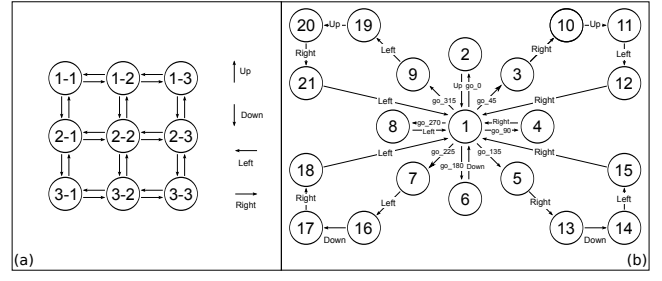 1-1 1-2 1-3
Up
2-1 2-2 2-3
Down
Left
3-1 3-2 3-3
Right
(a)
20 Up 19 10 Up 11
Right Left 2 Right Left
21 9 3 12
Up go_0
Left go_315 go_45 Right
8 go_270 Left 1 Right go_90 4
Left go_225 go_135 Right
go_180 Down
18 7 5 15
Right Left 6 Right Left
17 16 13 14
Down Down
(b)